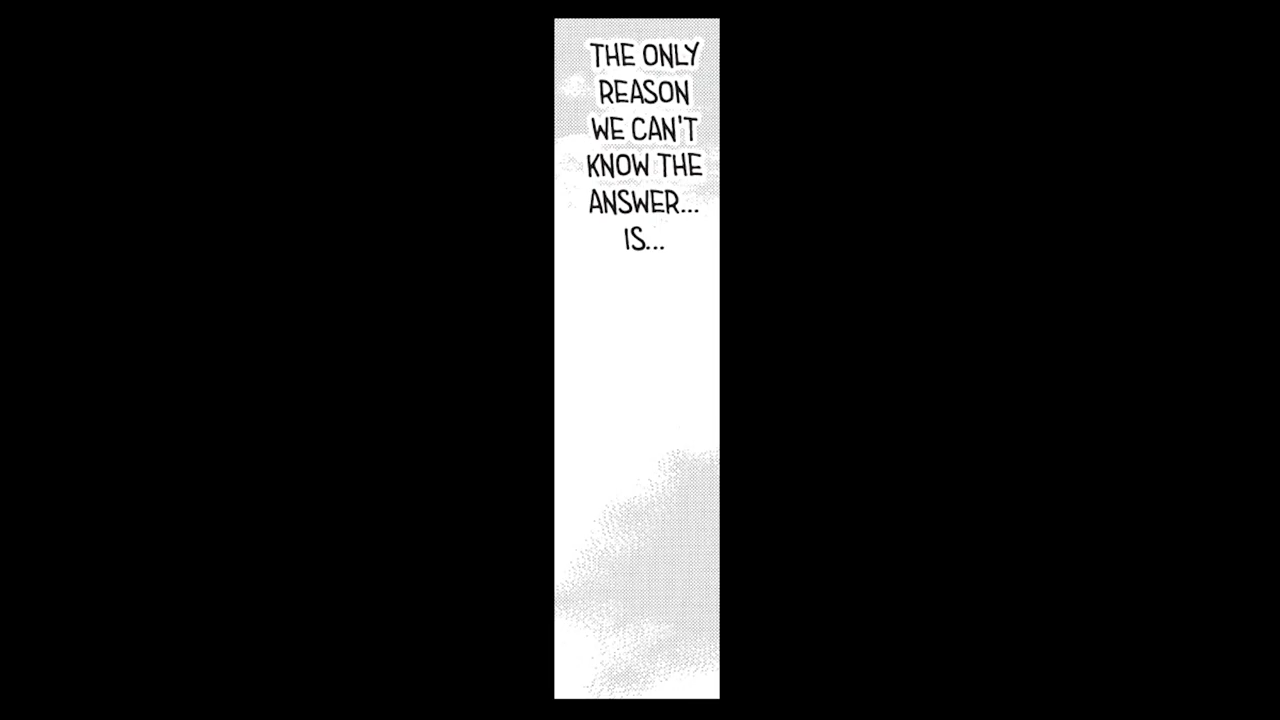 THE ONLY
REASON
WE CAN'T
KNOW THE
ANSWER...
IS...